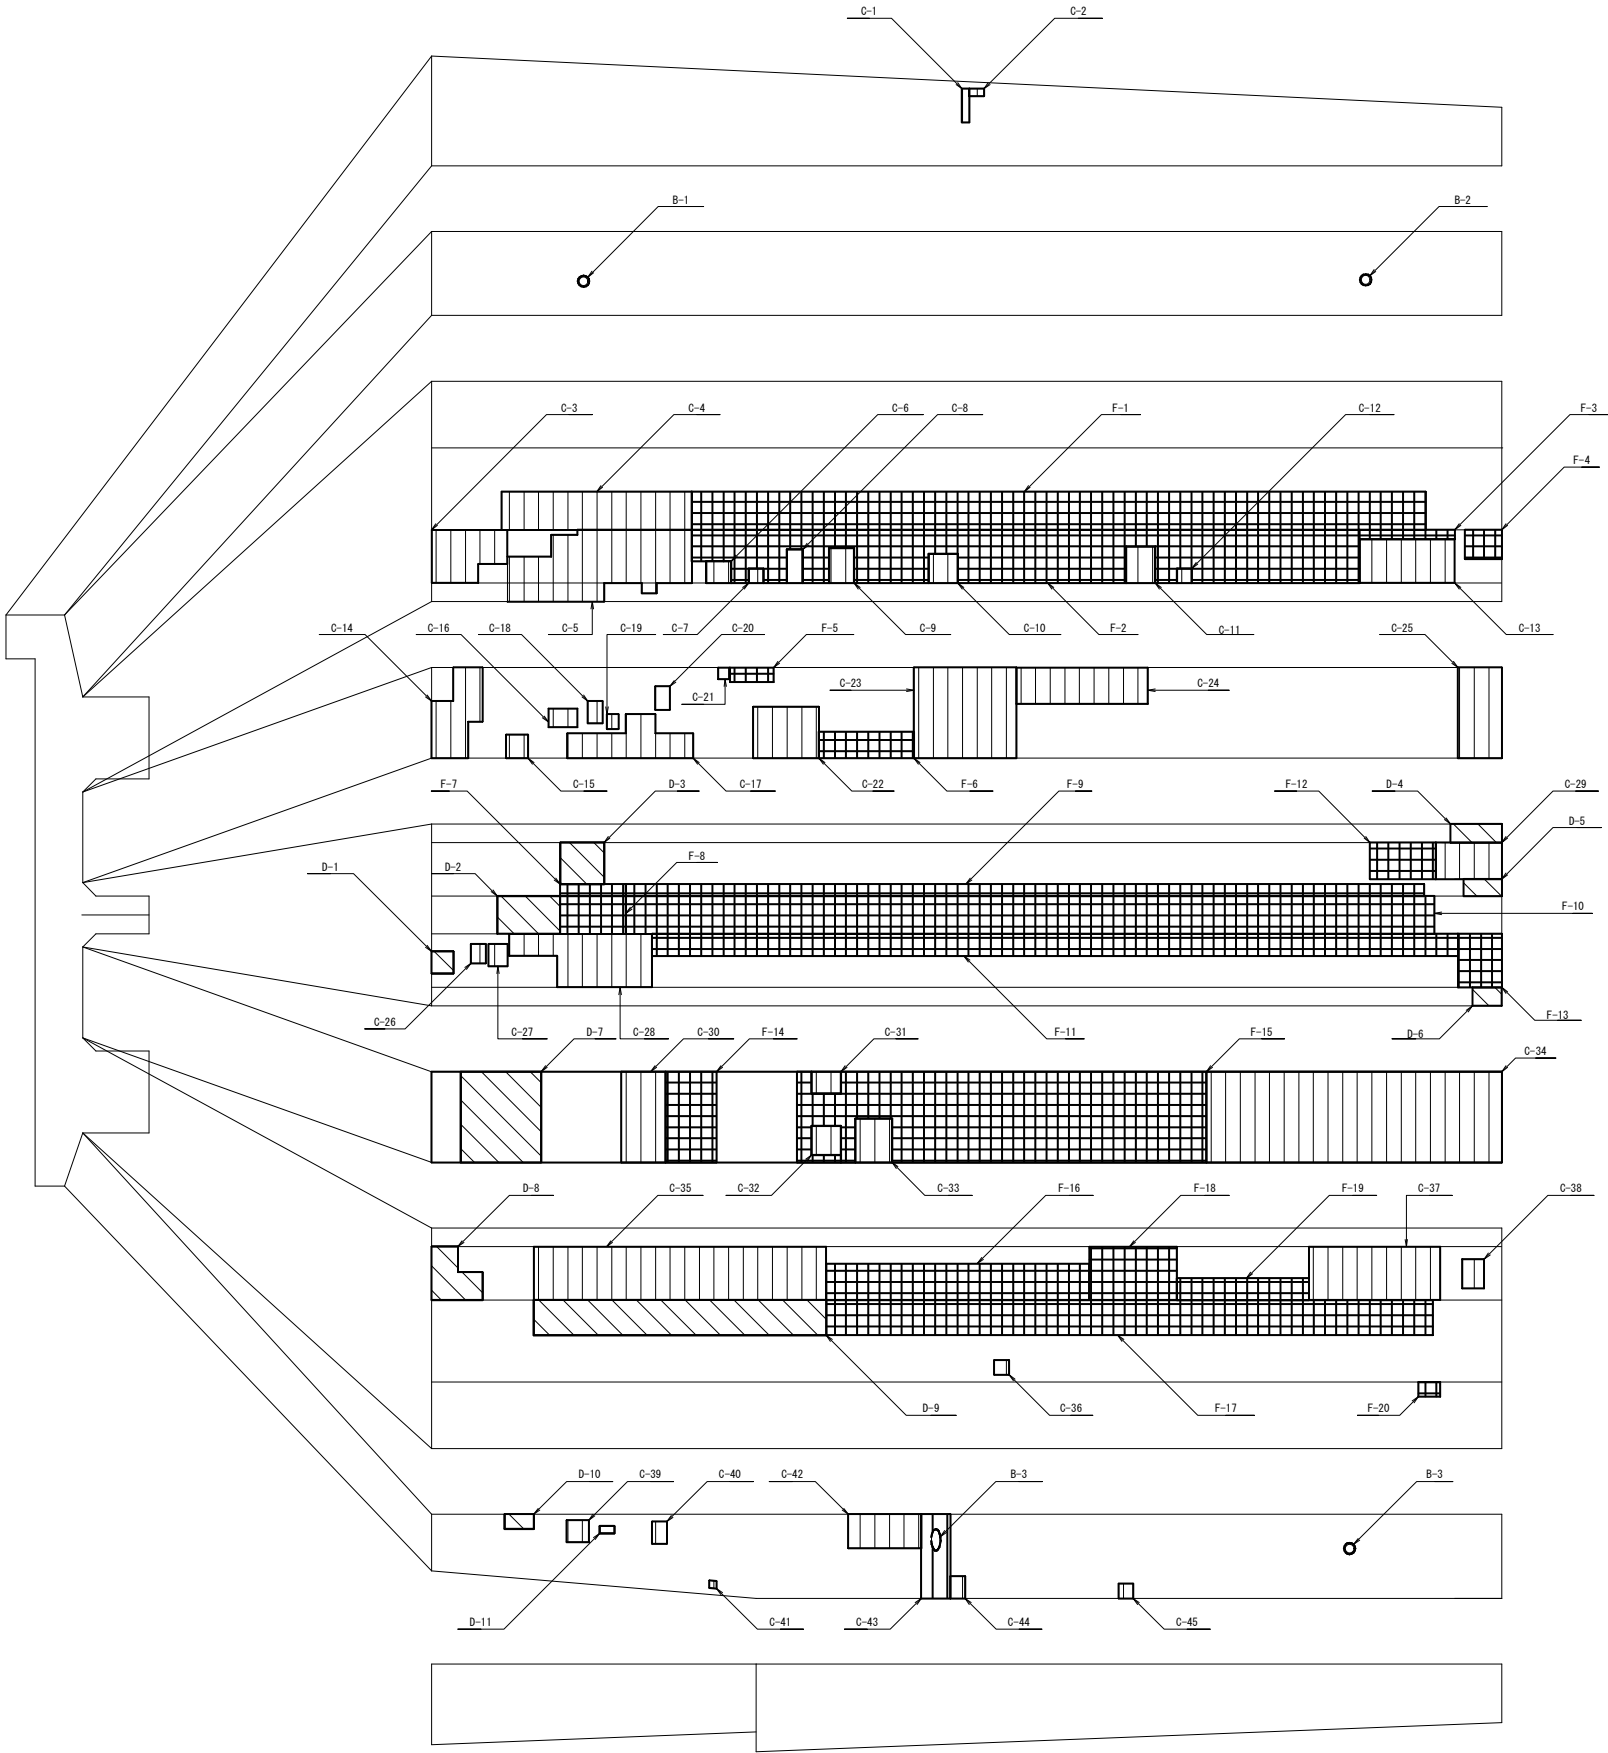 C-1 C-2
B-1 B-2
C-3 C-4 C-6 C-8 F-1 C-12 F-3
F-4
C-14 C-16 C-18 C-5 C-19 C-7 C-20 F-5 C-9 C-10 F-2 C-11 C-25 C-13
C-21 C-23 C-24
F-7 C-15 D-3 C-17 C-22 F-6 F-9 F-12 D-4 C-29
D-5
D-1 D-2 F-8
F-10
C-26 F-13
C-27 D-7 C-28 C-30 F-14 C-31 F-11 F-15 D-6
C-34
D-8 C-35 C-32 C-33 F-16 F-18 F-19 C-37 C-38
D-9 C-36 F-17 F-20
D-10 C-39 C-40 C-42 B-3 B-3
D-11 C-41 C-43 C-44 C-45